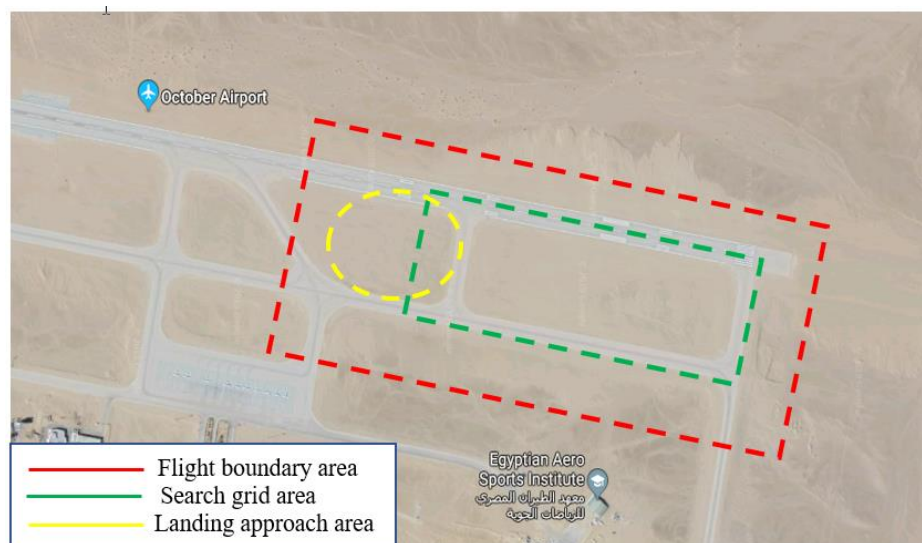 October Airport
Egyptian Aero
Sports Institute
معهد الطيران المصري
للرياضات الجوية
Flight boundary area
Search grid area
Landing approach area